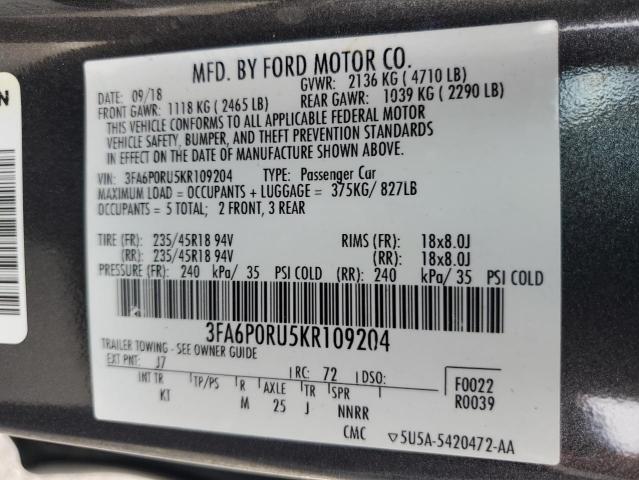 MFD. BY FORD MOTOR CO.
DATE: 09/18 GVWR: 2136 KG ( 4710 LB)
FRONT GAWR: 1118 KG ( 2465 LB) REAR GAWR: 1039 KG ( 2290 LB)
THIS VEHICLE CONFORMS TO ALL APPLICABLE FEDERAL MOTOR
VEHICLE SAFETY, BUMPER, AND THEFT PREVENTION STANDARDS
IN EFFECT ON THE DATE OF MANUFACTURE SHOWN ABOVE.
VIN: 3FA6P0RU5KR109204 TYPE: Passenger Car
MAXIMUM LOAD = OCCUPANTS + LUGGAGE = 375KG/ 827LB
OCCUPANTS = 5 TOTAL; 2 FRONT, 3 REAR
TIRE (FR): 235/45R18 94V RIMS (FR): 18x8.0J
(RR): 235/45R18 94V (RR): 18x8.0J
PRESSURE (FR): 240 kPa/ 35 PSI COLD (RR): 240 kPa/ 35 PSI COLD
3FA6P0RU5KR109204
TRAILER TOWING - SEE OWNER GUIDE
EXT PNT: J7 RC: 72 DSO:
INT TR TP/PS R AXLE TR SPR
KT M 25 J NNRR
F0022
R0039
CMC ▽5U5A-5420472-AA
N